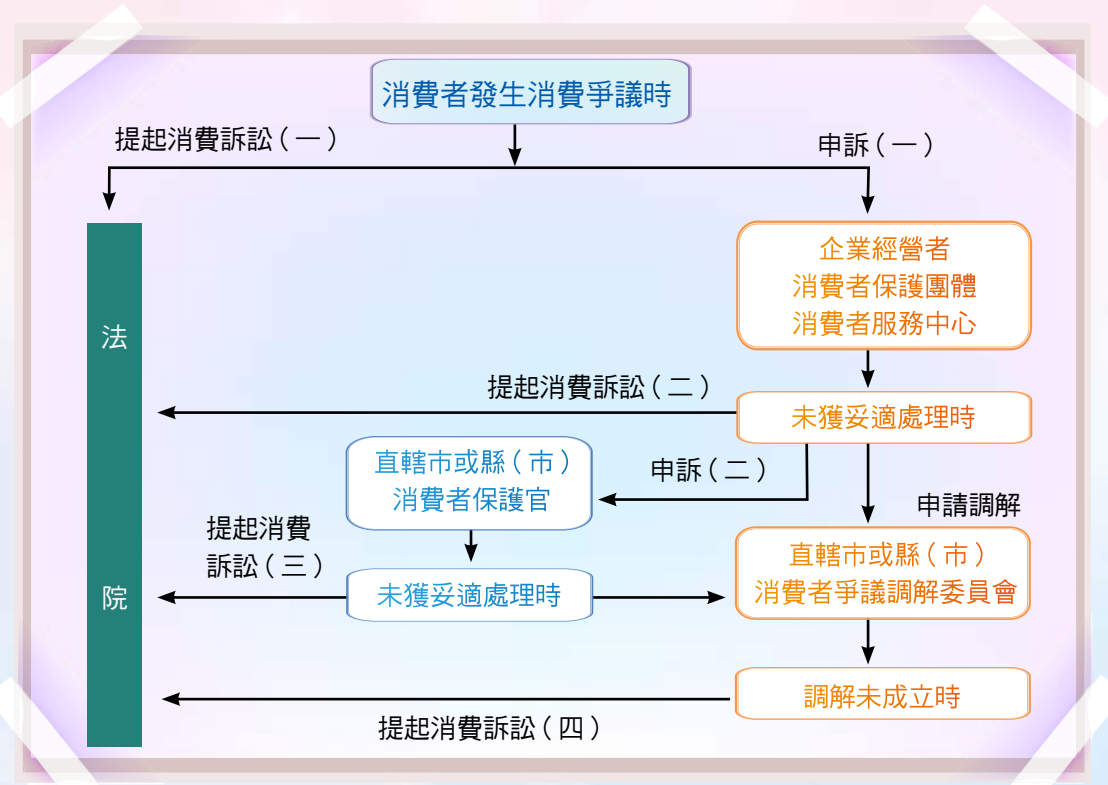 消費者發生消費爭議時
提起消費訴訟(一)
申訴(一)
企業經營者
消費者保護團體
消費者服務中心
法
提起消費訴訟(二)
未獲妥適處理時
直轄市或縣(市)
消費者保護官
申訴(二)
申請調解
提起消費
訴訟(三)
直轄市或縣(市)
消費者爭議調解委員會
院
未獲妥適處理時
調解未成立時
提起消費訴訟(四)